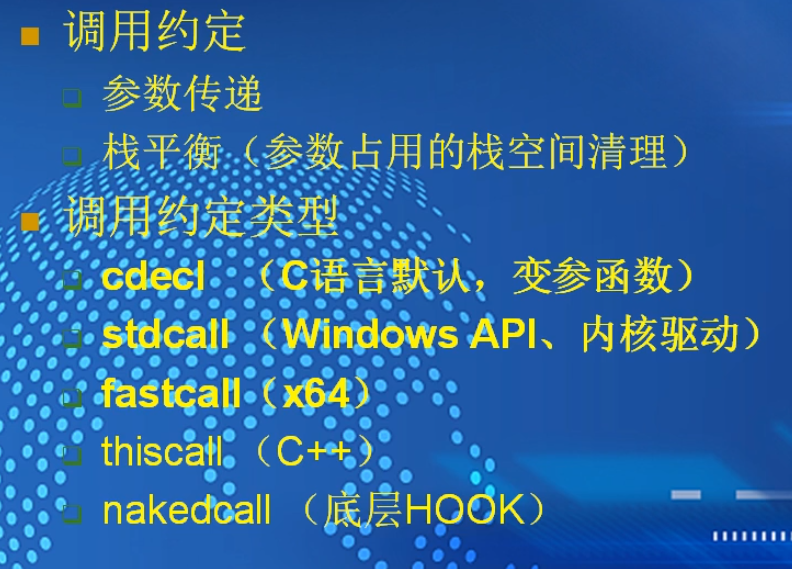 调用约定
参数传递
栈平衡（参数占用的栈空间清理）
调用约定类型
cdecl （C语言默认，变参函数）
stdcall （Windows API、内核驱动）
fastcall（x64）
thiscall （C++）
nakedcall （底层HOOK）